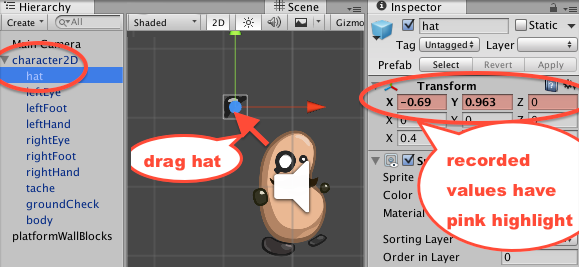 Hierarchy
Create
All
Main Camera
character2D
hat
leftEye
leftFoot
leftHand
rightEye
rightFoot
rightHand
tache
groundCheck
body
platformWallBlocks
Scene
Shaded
2D
Gizmo
drag hat
Inspector
hat
Static
Tag Untagged Layer
Prefab Select Revert Apply
Transform
X -0.69 Y 0.963 Z 0
X 0 Y 0 Z 0
X 0.4
Sprite
Color
Material
Sorting Layer
Order in Layer 0
recorded
values have
pink highlight